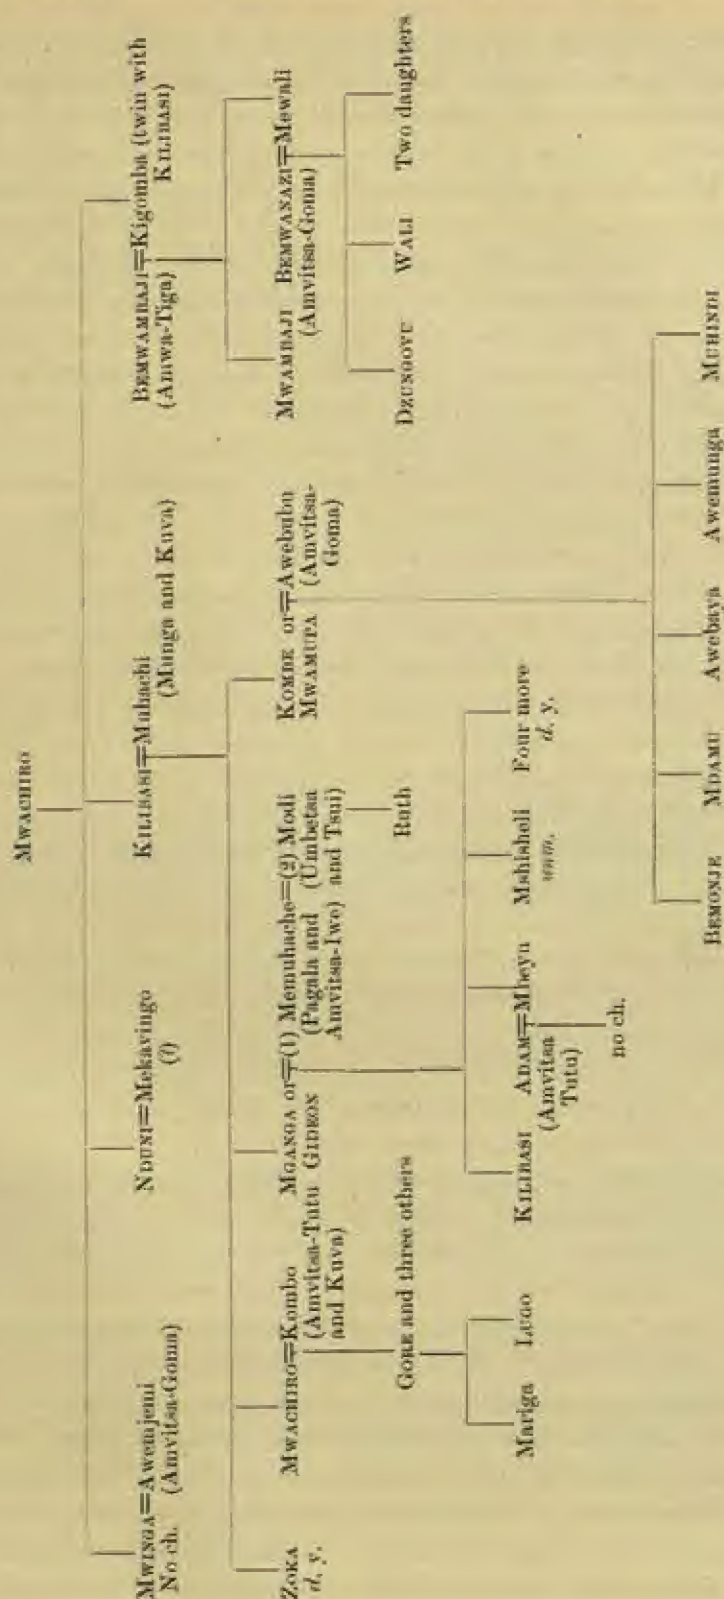 MWACHIRO
MWINGA=Awemjemi NDUNI=Mekavingo KILIBASI=Muhachi BEMWAMBAJI=Kigomba (twin with
No ch. (Amvitsa-Goma) (?) (Munga and Kuva) (Amwa-Tiga) KILIBASI)
ZOKA MWACHIRO=Kombo MGANGA or=(1) Memuhache=(2) Modi KOMBE or=Awebubu MWAMBAJI BEMWANAZI=Mewali
d. y. (Amvitsa-Tutu GIDEON (Pagala and (Umbetsa MWAMUPA (Amvitsa- (Amvitsa-Goma)
and Kuva) Amvitsa-Iwe) and Tsui) Goma)
GORE and three others Ruth DZUNGOVU WALI Two daughters
Mariga LUGO KILIBASI ADAM=Mbeyu Mshisheli Four more
(Amvitsa unm. d. y.
Tutu)
no ch.
BEMONJE MDAMU Awebaya Awemunga MUHINDI